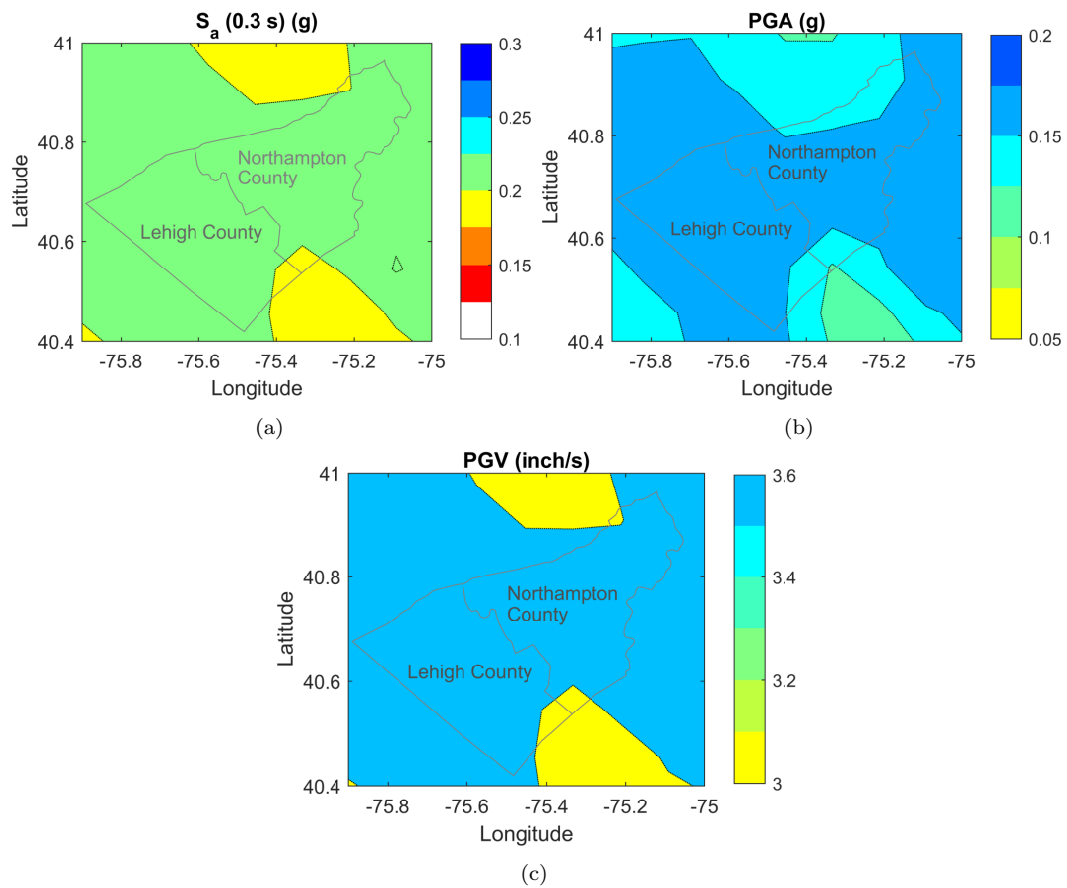 S_a (0.3 s) (g)
41
40.8
40.6
40.4
Latitude
Northampton
County
Lehigh County
-75.8
-75.6
-75.4
-75.2
-75
Longitude
0.3
0.25
0.2
0.15
0.1
(a)
PGA (g)
41
40.8
40.6
40.4
Latitude
Northampton
County
Lehigh County
-75.8
-75.6
-75.4
-75.2
-75
Longitude
0.2
0.15
0.1
0.05
(b)
PGV (inch/s)
41
40.8
40.6
40.4
Latitude
Northampton
County
Lehigh County
-75.8
-75.6
-75.4
-75.2
-75
Longitude
3.6
3.4
3.2
3
(c)